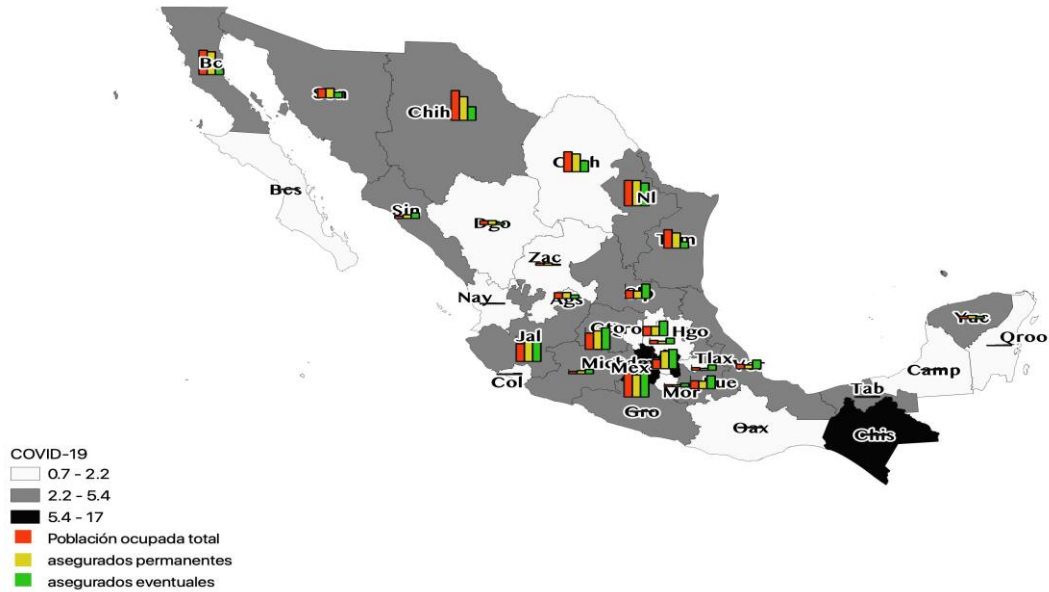 Bc
Chih
Nl
Bcs
Sin
Dgo
Zac
Nay
Ags
Yuc
Qroo
Jal
Gto
Qro
Hgo
Mex
Tlax
Camp
Col
Mor
Tab
Gro
Oax
Chis
COVID-19
0.7 - 2.2
2.2 - 5.4
5.4 - 17
Población ocupada total
asegurados permanentes
asegurados eventuales